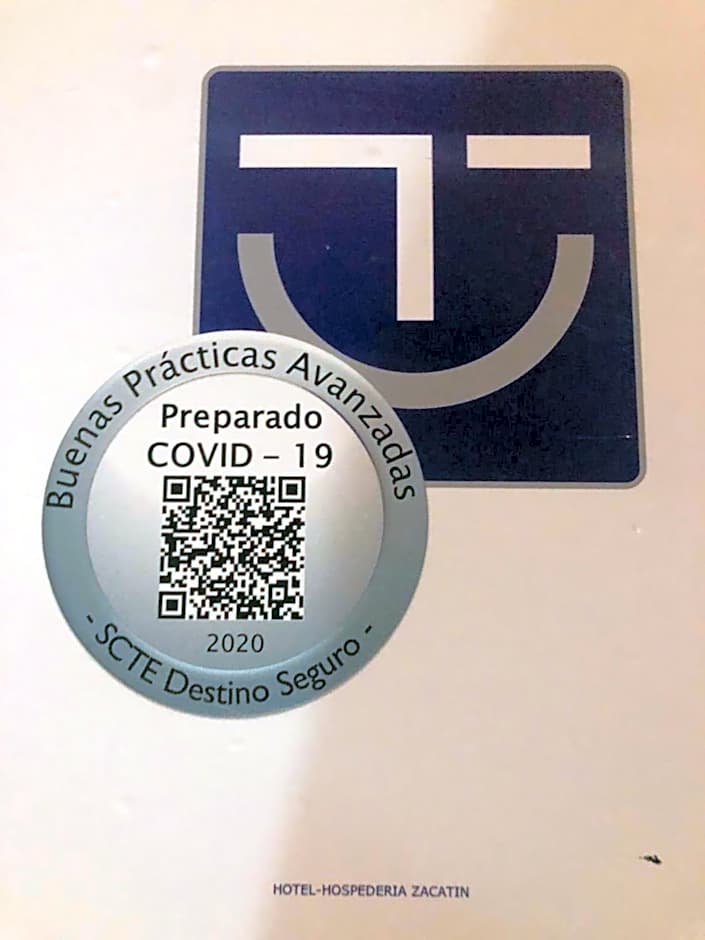 Buenas Prácticas Avanzadas
Preparado
COVID – 19
2020
- SCTE Destino Seguro -
HOTEL-HOSPEDERIA ZACATIN